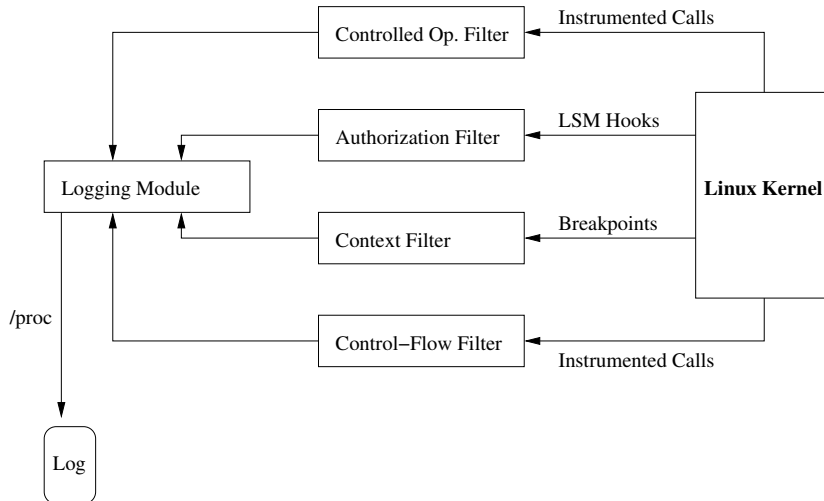 Instrumented Calls
Controlled Op. Filter
LSM Hooks
Authorization Filter
Logging Module
Linux Kernel
Breakpoints
Context Filter
/proc
Control−Flow Filter
Instrumented Calls
Log